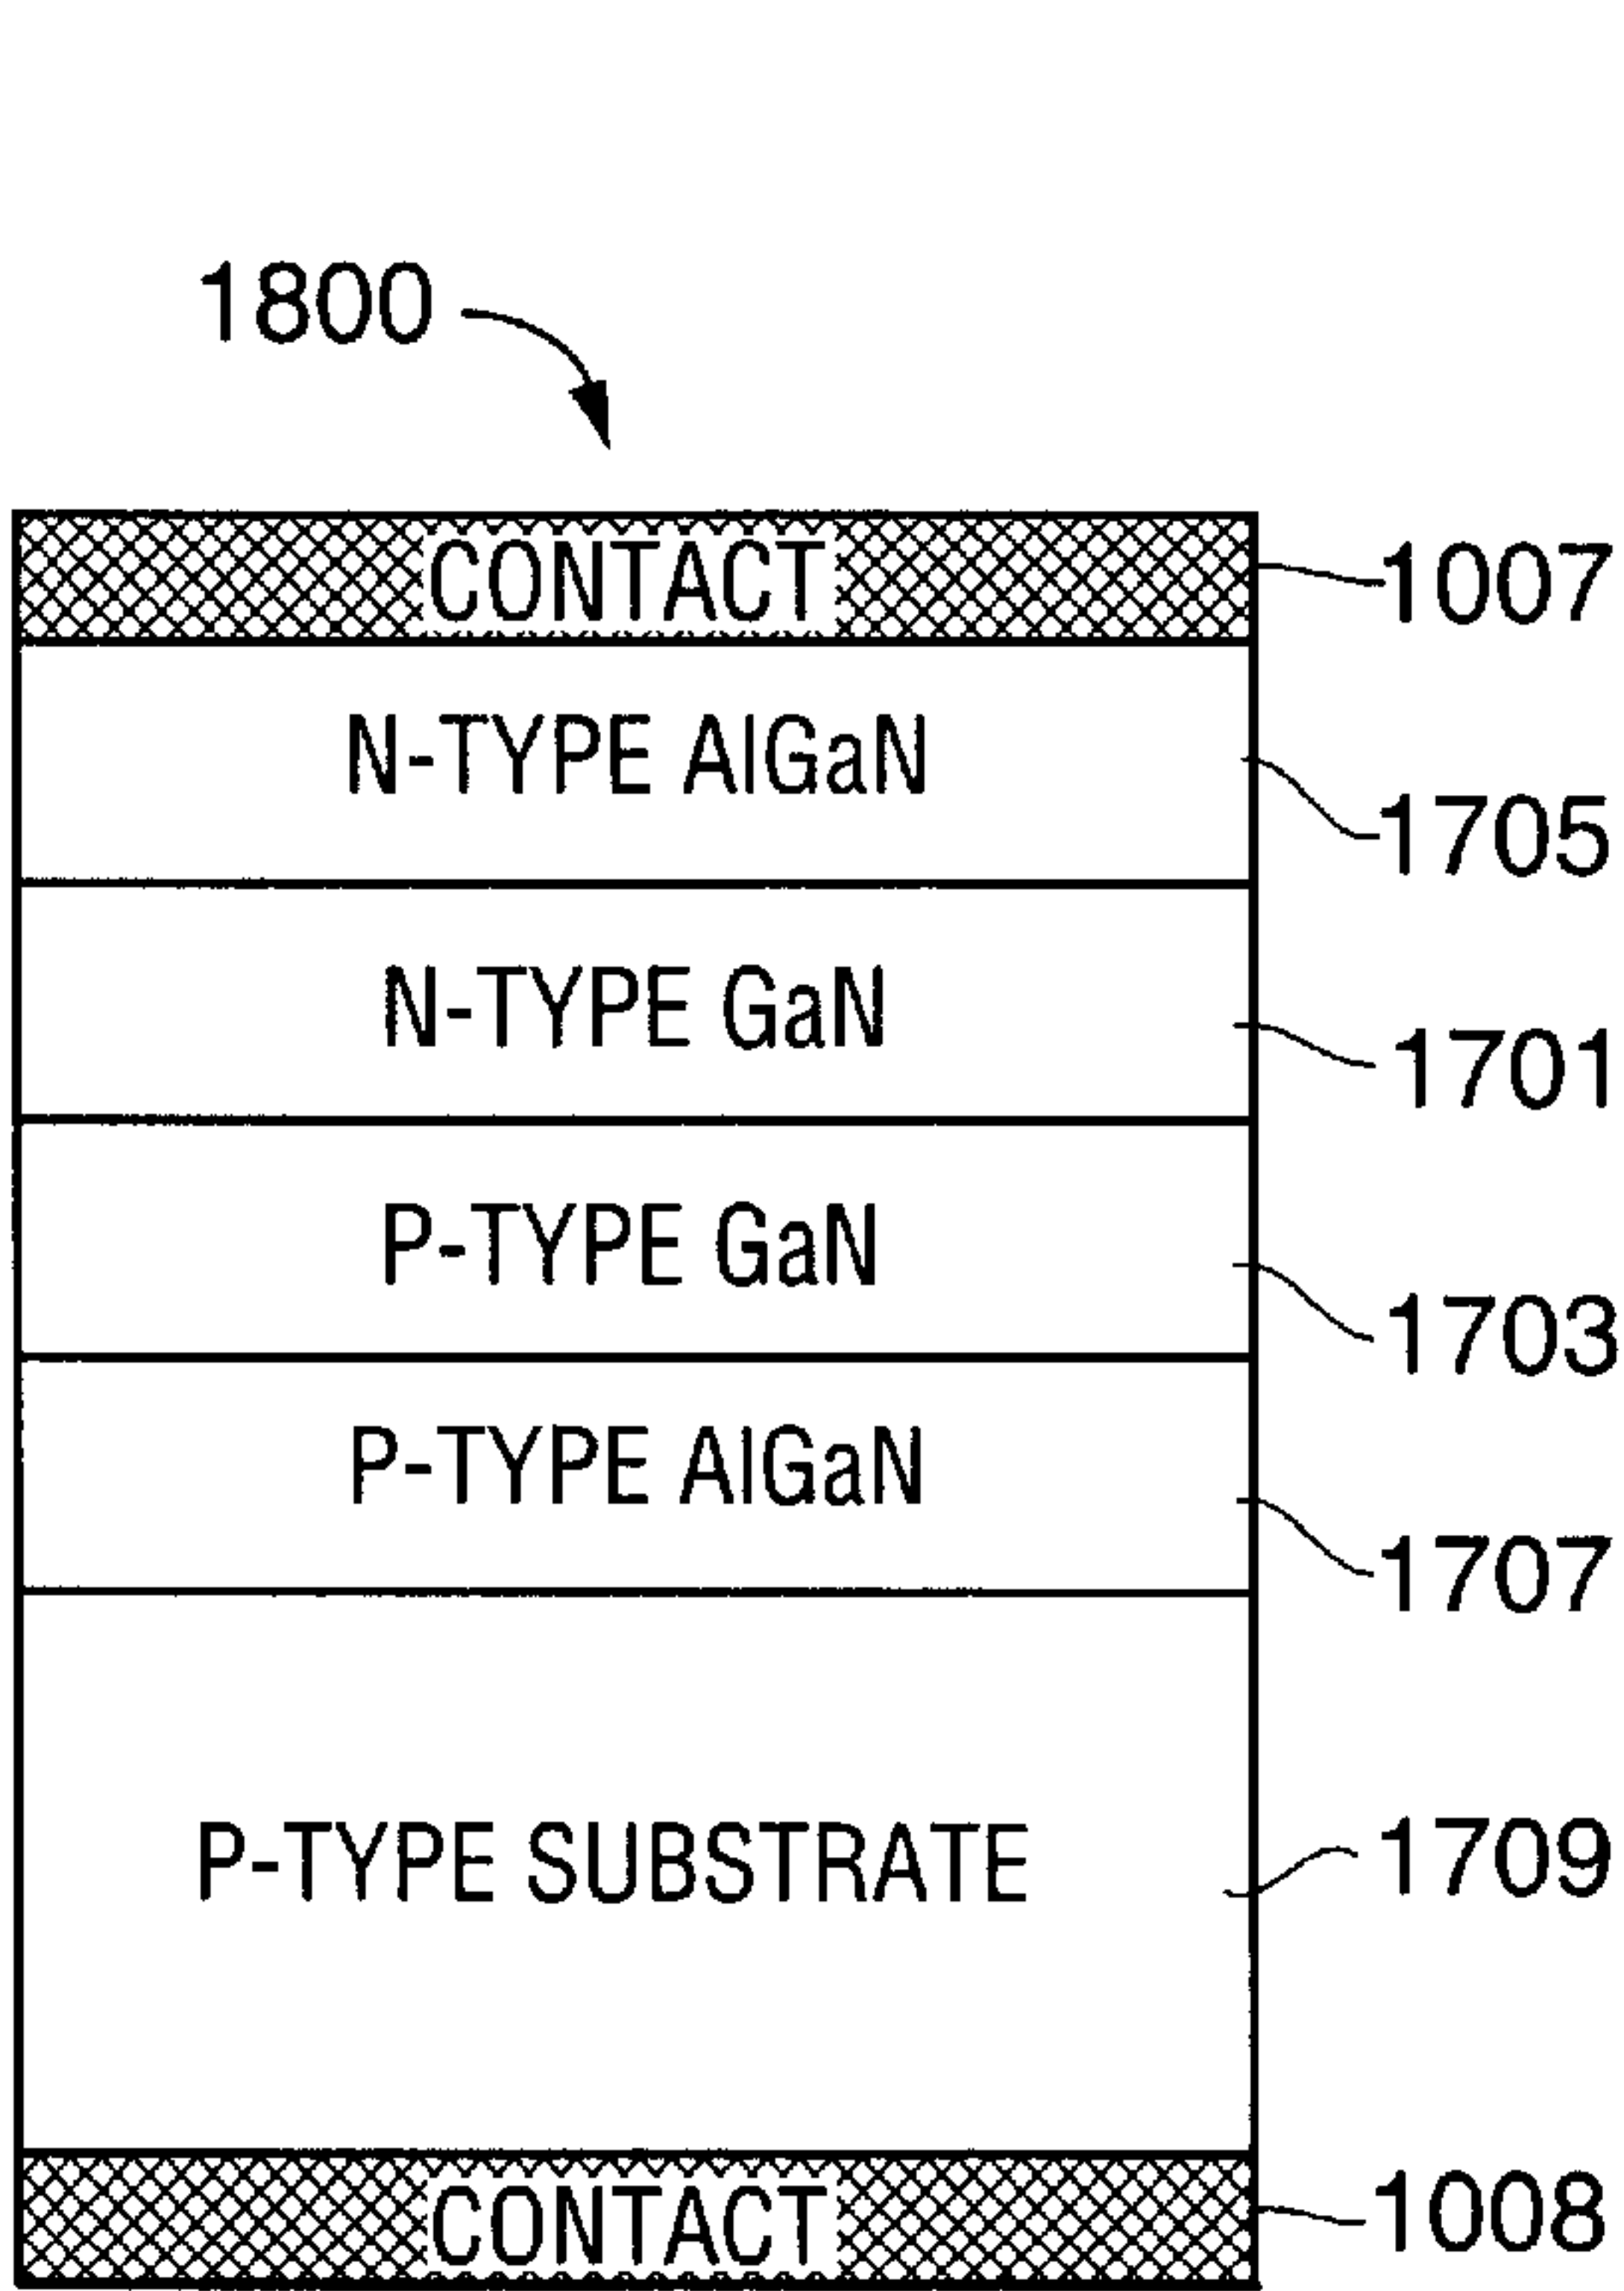 1800
CONTACT 1007
N-TYPE AlGaN 1705
N-TYPE GaN 1701
P-TYPE GaN 1703
P-TYPE AlGaN 1707
P-TYPE SUBSTRATE 1709
CONTACT 1008